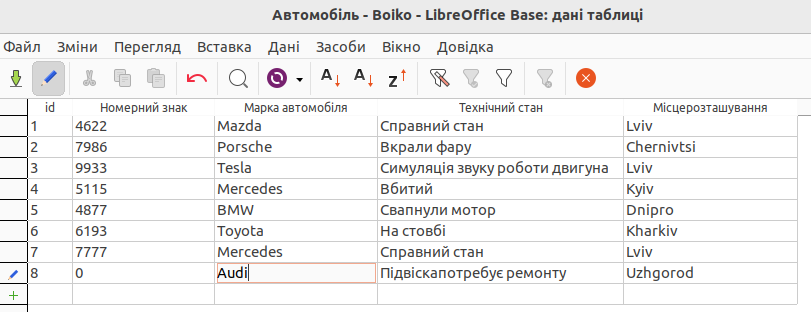 Автомобіль - Boiko - LibreOffice Base: дані таблиці
Файл Зміни Перегляд Вставка Дані Засоби Вікно Довідка
id Номерний знак Марка автомобіля Технічний стан Місцерозташування
1 4622 Mazda Справний стан Lviv
2 7986 Porsche Вкрали фару Chernivtsi
3 9933 Tesla Симуляція звуку роботи двигуна Lviv
4 5115 Mercedes Вбитий Kyiv
5 4877 BMW Свапнули мотор Dnipro
6 6193 Toyota На стовбі Kharkiv
7 7777 Mercedes Справний стан Lviv
8 0 Audi Підвіскапотребує ремонту Uzhgorod